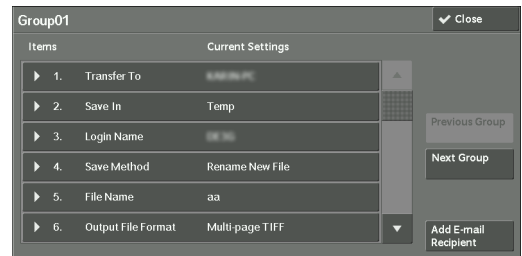 Group01
Close
Items Current Settings
1. Transfer To
2. Save In Temp
3. Login Name
4. Save Method Rename New File
5. File Name aa
6. Output File Format Multi-page TIFF
Previous Group
Next Group
Add E-mail
Recipient